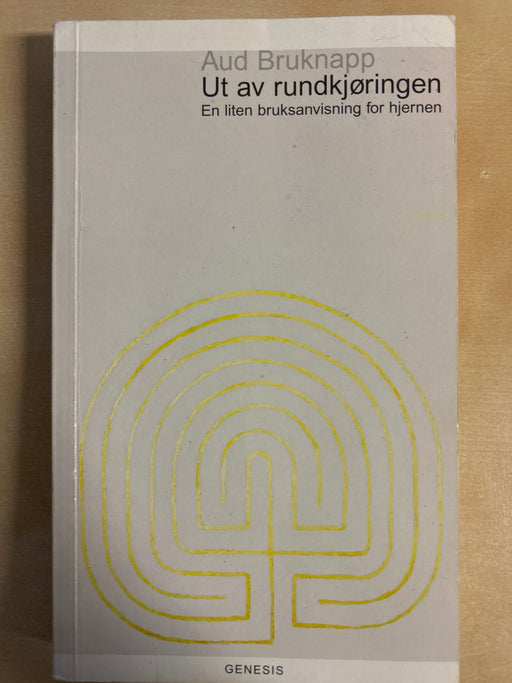 Aud Bruknapp
Ut av rundkjøringen
En liten bruksanvisning for hjernen
GENESIS